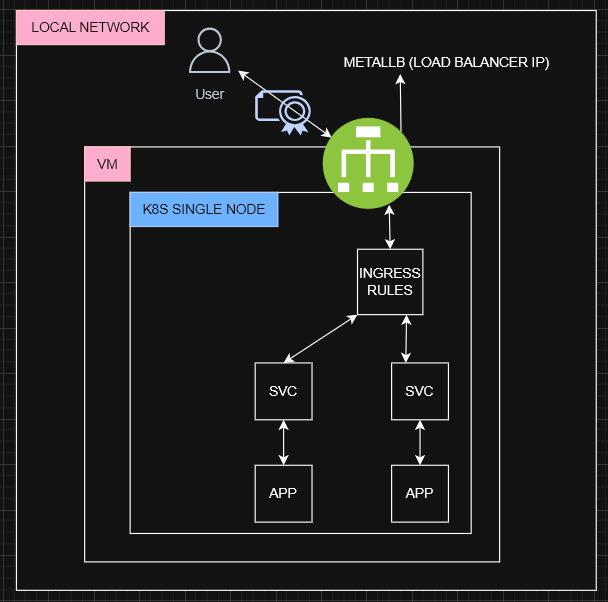 LOCAL NETWORK
User
METALLB (LOAD BALANCER IP)
VM
K8S SINGLE NODE
INGRESS
RULES
SVC
SVC
APP
APP